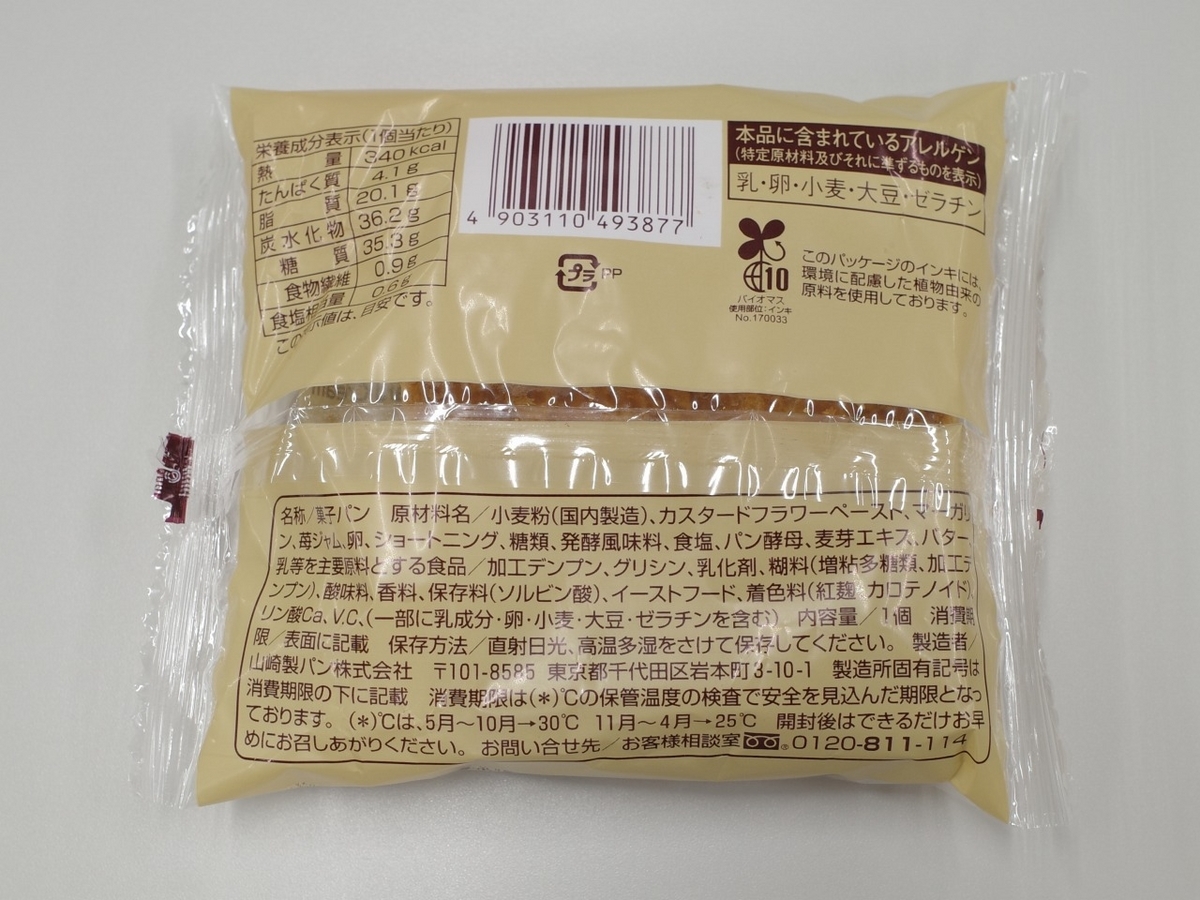 栄養成分表示(1個当たり)
熱量 340kcal
たんぱく質 4.1g
脂質 20.1g
炭水化物 36.2g
糖質 35.3g
食物繊維 0.9g
食塩相当量 0.6g
この表示値は、目安です。
4 903110 493877
プラ PP
本品に含まれているアレルゲン
(特定原材料及びそれに準ずるものを表示)
乳・卵・小麦・大豆・ゼラチン
10
バイオマス
使用部位:インキ
No.170033
このパッケージのインキには、
環境に配慮した植物由来の
原料を使用しております。
名称/菓子パン 原材料名/小麦粉(国内製造)、カスタードフラワーペースト、マーガリ
ン、苺ジャム、卵、ショートニング、糖類、発酵風味料、食塩、パン酵母、麦芽エキス、バター、
乳等を主要原料とする食品/加工デンプン、グリシン、乳化剤、糊料(増粘多糖類、加工デ
ンプン)、酸味料、香料、保存料(ソルビン酸)、イーストフード、着色料(紅麹、カロテノイド)、
リン酸Ca、V.C、(一部に乳成分・卵・小麦・大豆・ゼラチンを含む) 内容量/1個 消費期
限/表面に記載 保存方法/直射日光、高温多湿をさけて保存してください。 製造者/
山崎製パン株式会社 〒101-8585 東京都千代田区岩本町3-10-1 製造所固有記号は
消費期限の下に記載 消費期限は(*)℃の保管温度の検査で安全を見込んだ期限となっ
ております。(*)℃は、5月~10月→30℃ 11月~4月→25℃ 開封後はできるだけお早
めにお召しあがりください。 お問い合せ先/お客様相談室 0120-811-114